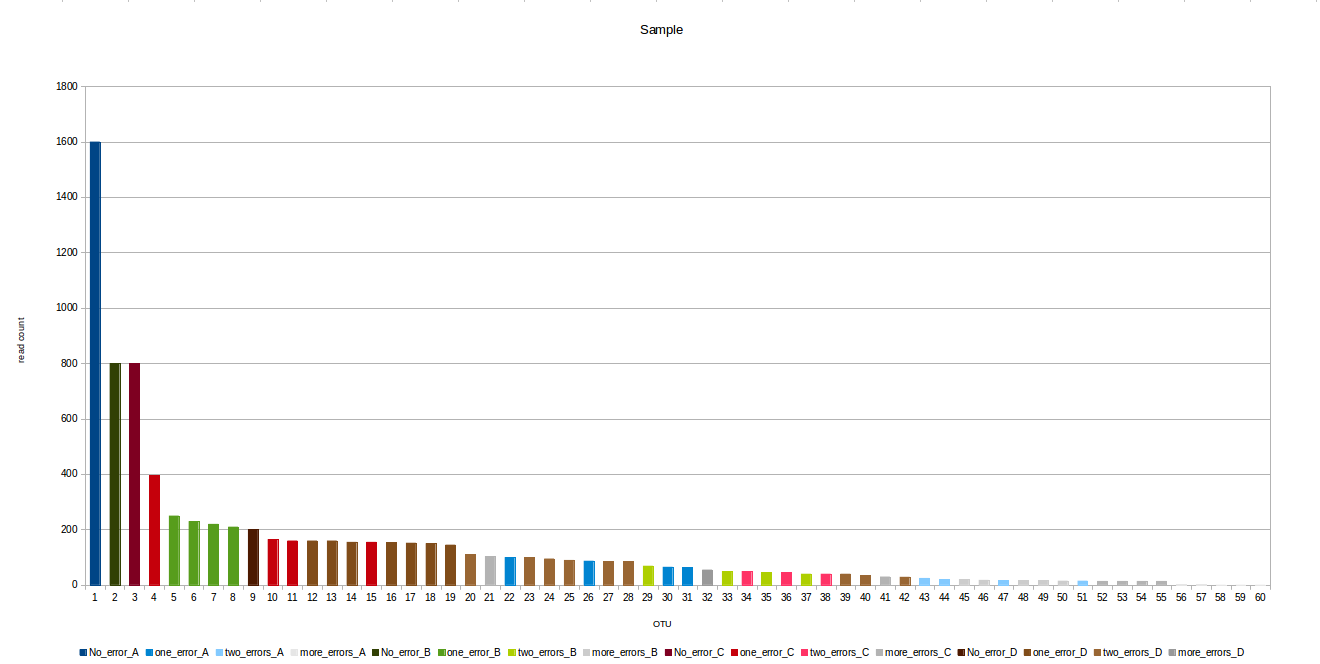 Sample
1800
1600
1400
1200
1000
800
600
400
200
0
read count
1 2 3 4 5 6 7 8 9 10 11 12 13 14 15 16 17 18 19 20 21 22 23 24 25 26 27 28 29 30 31 32 33 34 35 36 37 38 39 40 41 42 43 44 45 46 47 48 49 50 51 52 53 54 55 56 57 58 59 60
OTU
No_error_A one_error_A two_errors_A more_errors_A No_error_B one_error_B two_errors_B more_errors_B No_error_C one_error_C two_errors_C more_errors_C No_error_D one_error_D two_errors_D more_errors_D